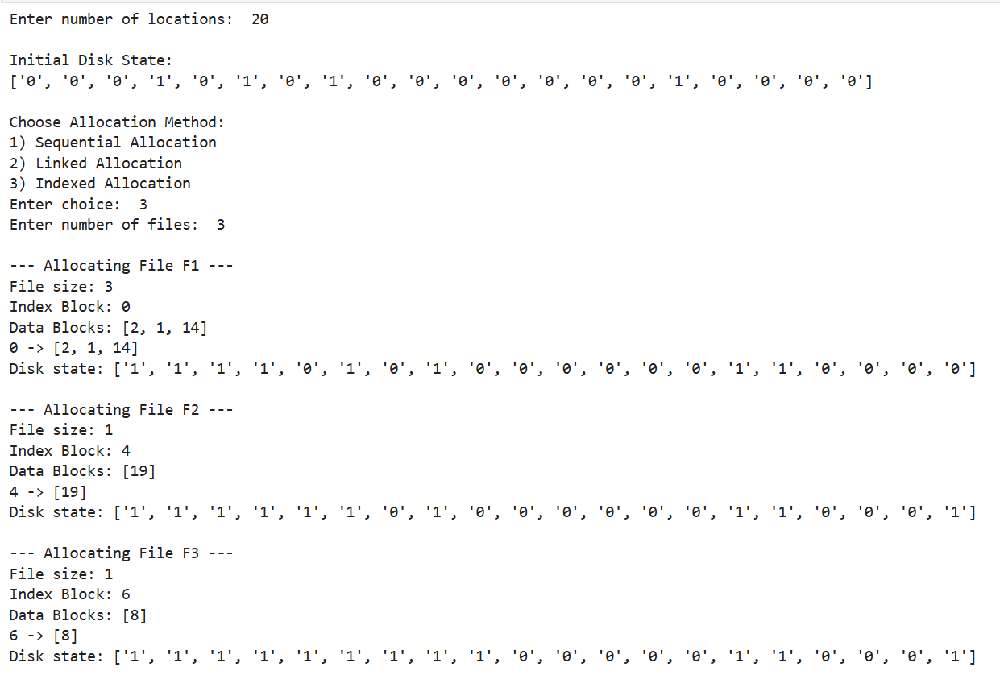 Enter number of locations:  20
Initial Disk State:
['0', '0', '0', '1', '0', '1', '0', '1', '0', '0', '0', '0', '0', '0', '0', '1', '0', '0', '0', '0']
Choose Allocation Method:
1) Sequential Allocation
2) Linked Allocation
3) Indexed Allocation
Enter choice:  3
Enter number of files:  3
--- Allocating File F1 ---
File size: 3
Index Block: 0
Data Blocks: [2, 1, 14]
0 -> [2, 1, 14]
Disk state: ['1', '1', '1', '1', '0', '1', '0', '1', '0', '0', '0', '0', '0', '0', '1', '1', '0', '0', '0', '0']
--- Allocating File F2 ---
File size: 1
Index Block: 4
Data Blocks: [19]
4 -> [19]
Disk state: ['1', '1', '1', '1', '1', '1', '0', '1', '0', '0', '0', '0', '0', '0', '1', '1', '0', '0', '0', '1']
--- Allocating File F3 ---
File size: 1
Index Block: 6
Data Blocks: [8]
6 -> [8]
Disk state: ['1', '1', '1', '1', '1', '1', '1', '1', '1', '0', '0', '0', '0', '0', '1', '1', '0', '0', '0', '1']